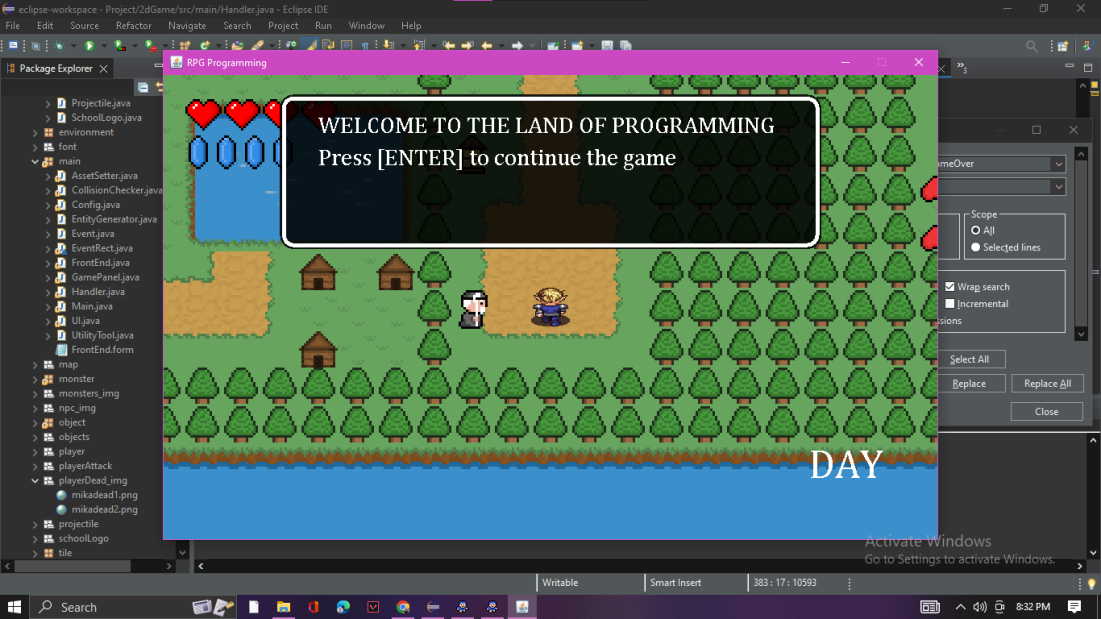 eclipse-workspace - Project/2dGame/src/main/Handler.java - Eclipse IDE
File Edit Source Refactor Navigate Search Project Run Window Help
Package Explorer
RPG Programming
Projectile.java
SchoolLogo.java
environment
font
main
AssetSetter.java
CollisionChecker.java
Config.java
EntityGenerator.java
Event.java
EventRect.java
FrontEnd.java
GamePanel.java
Handler.java
Main.java
UI.java
UtilityTool.java
FrontEnd.form
map
monster
monsters_img
npc_img
object
objects
player
playerAttack
playerDead_img
mikadead1.png
mikadead2.png
projectile
schoolLogo
tile
WELCOME TO THE LAND OF PROGRAMMING
Press [ENTER] to continue the game
DAY
3
meOver
Scope
All
Selected lines
Wrap search
Incremental
ssions
Select All
Replace
Replace All
Close
Activate Windows
Go to Settings to activate Windows.
Writable
Smart Insert
383 : 17 : 10593
Search
8:32 PM